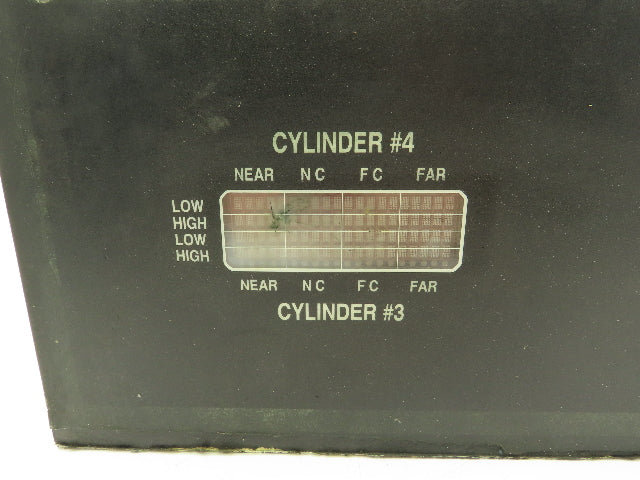 CYLINDER #4
NEAR N C F C FAR
LOW
HIGH
LOW
HIGH
NEAR N C F C FAR
CYLINDER #3